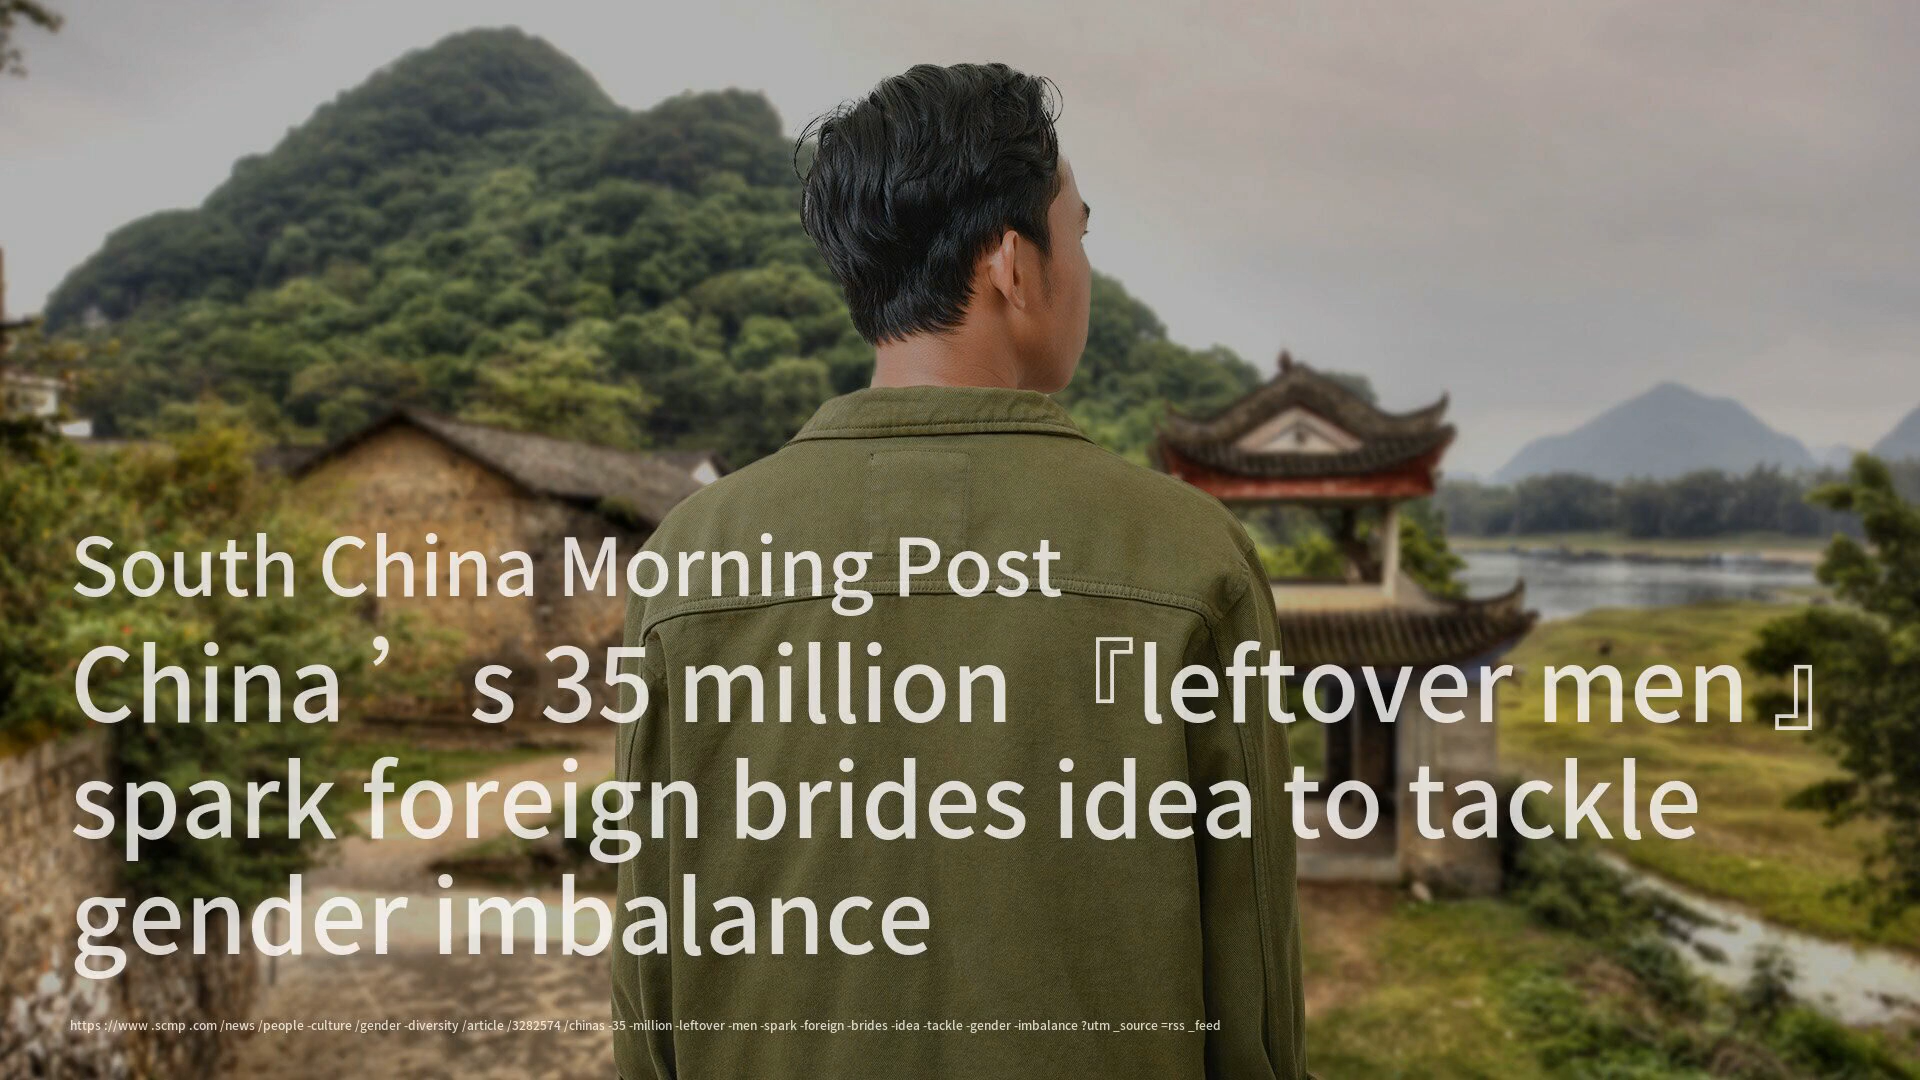 South China Morning Post
China’s 35 million 『leftover men』
spark foreign brides idea to tackle
gender imbalance
https://www.scmp.com/news/people-culture/gender-diversity/article/3282574/chinas-35-million-leftover-men-spark-foreign-brides-idea-tackle-gender-imbalance?utm_source=rss_feed